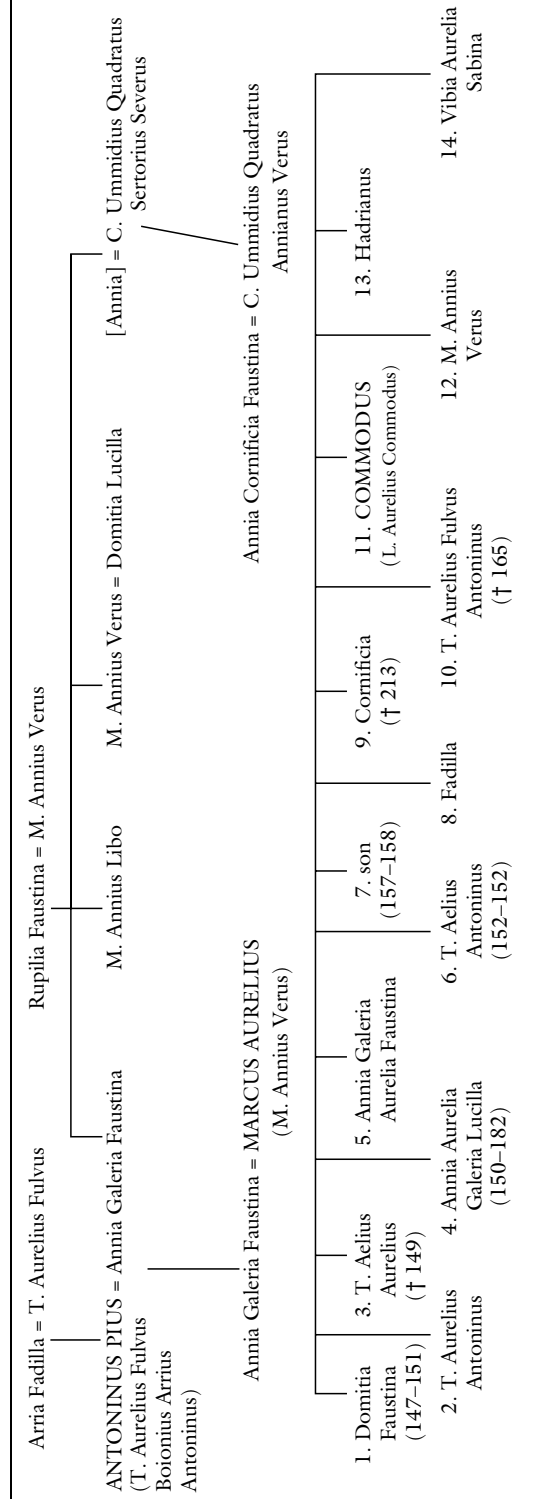 Arria Fadilla = T. Aurelius Fulvus
Rupilia Faustina = M. Annius Verus
ANTONINUS PIUS = Annia Galeria Faustina
(T. Aurelius Fulvus
Boionius Arrius
Antoninus)
M. Annius Libo
M. Annius Verus = Domitia Lucilla
[Annia] = C. Ummidius Quadratus
Sertorius Severus
Annia Galeria Faustina = MARCUS AURELIUS
(M. Annius Verus)
Annia Cornificia Faustina = C. Ummidius Quadratus
Annianus Verus
1. Domitia
Faustina
(147–151)
2. T. Aurelius
Antoninus
3. T. Aelius
Aurelius
(† 149)
4. Annia Aurelia
Galeria Lucilla
(150–182)
5. Annia Galeria
Aurelia Faustina
6. T. Aelius
Antoninus
(152–152)
7. son
(157–158)
8. Fadilla
9. Cornificia
(† 213)
10. T. Aurelius Fulvus
Antoninus
(† 165)
11. COMMODUS
(L. Aurelius Commodus)
12. M. Annius
Verus
13. Hadrianus
14. Vibia Aurelia
Sabina